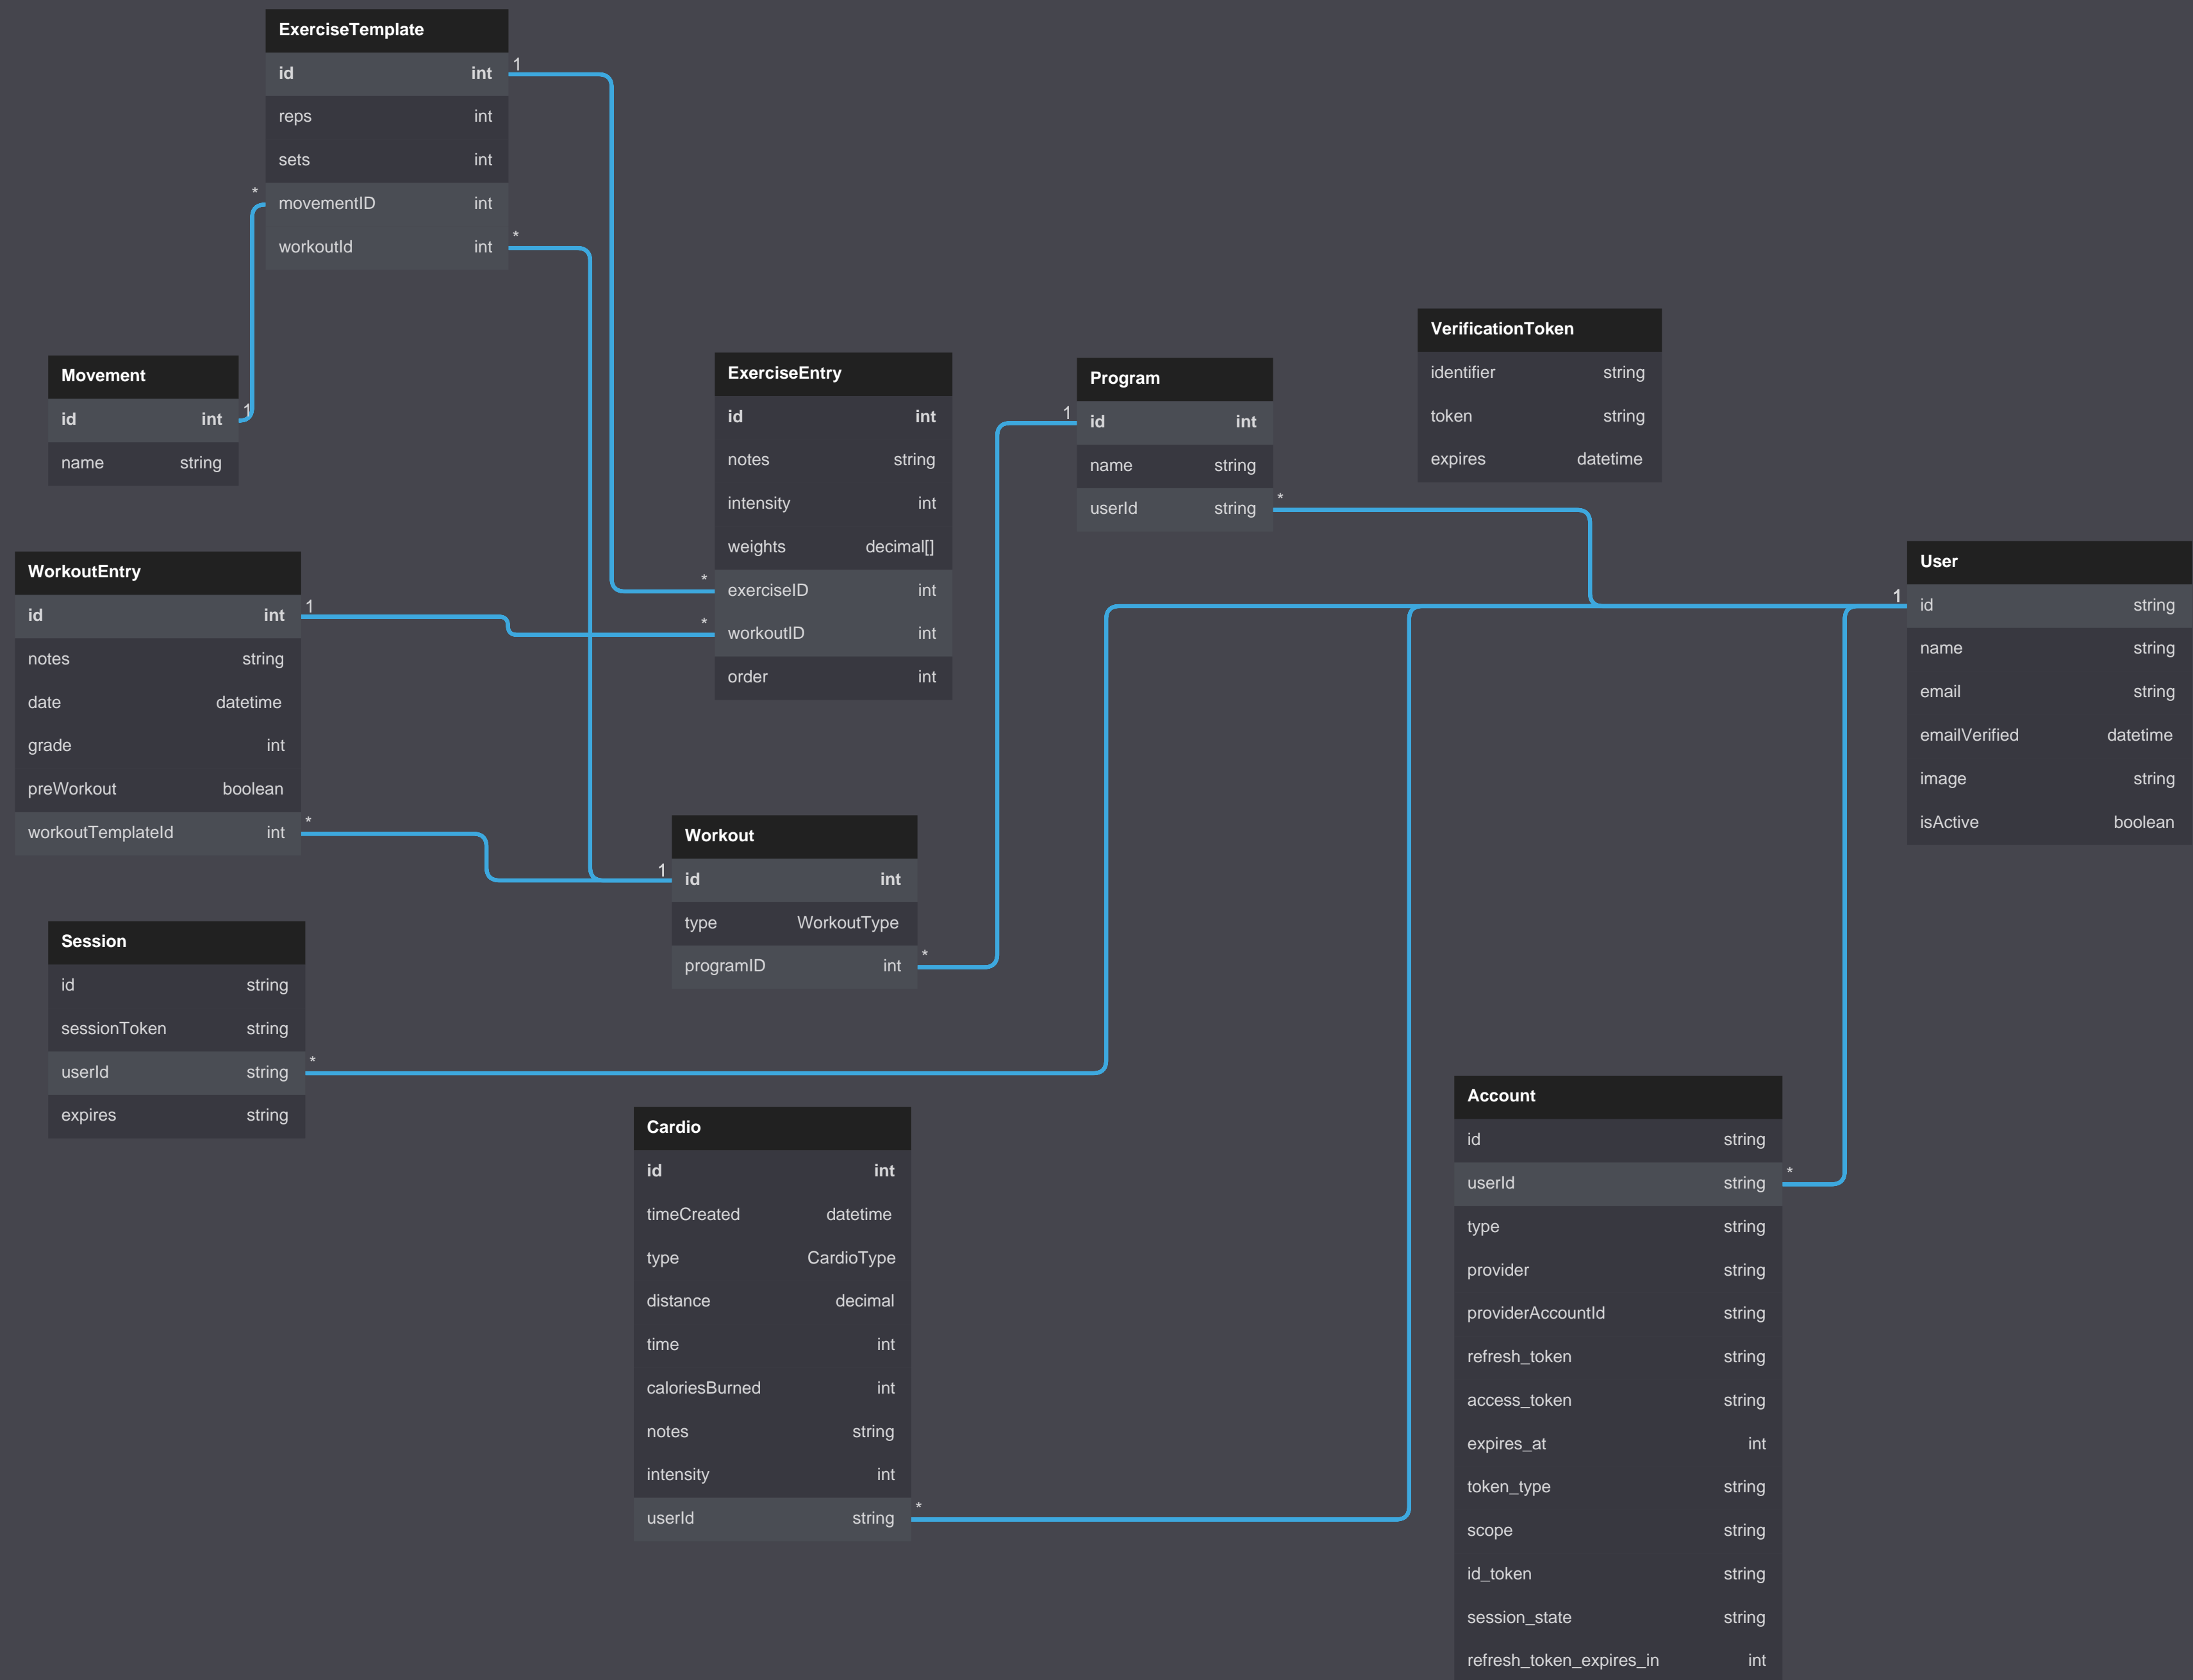 ExerciseTemplate
id int 1
reps int
sets int
* movementID int
workoutId int *
Movement
id int 1
name string
ExerciseEntry
id int
notes string
intensity int
weights decimal[]
* exerciseID int
* workoutID int
order int
Program
1 id int
name string
userId string *
VerificationToken
identifier string
token string
expires datetime
User
1 id string
name string
email string
emailVerified datetime
image string
isActive boolean
WorkoutEntry
id int 1
notes string
date datetime
grade int
preWorkout boolean
workoutTemplateId int *
Workout
1 id int
type WorkoutType
programID int *
Session
id string
sessionToken string
userId string *
expires string
Cardio
id int
timeCreated datetime
type CardioType
distance decimal
time int
caloriesBurned int
notes string
intensity int
userId string *
Account
id string
userId string *
type string
provider string
providerAccountId string
refresh_token string
access_token string
expires_at int
token_type string
scope string
id_token string
session_state string
refresh_token_expires_in int